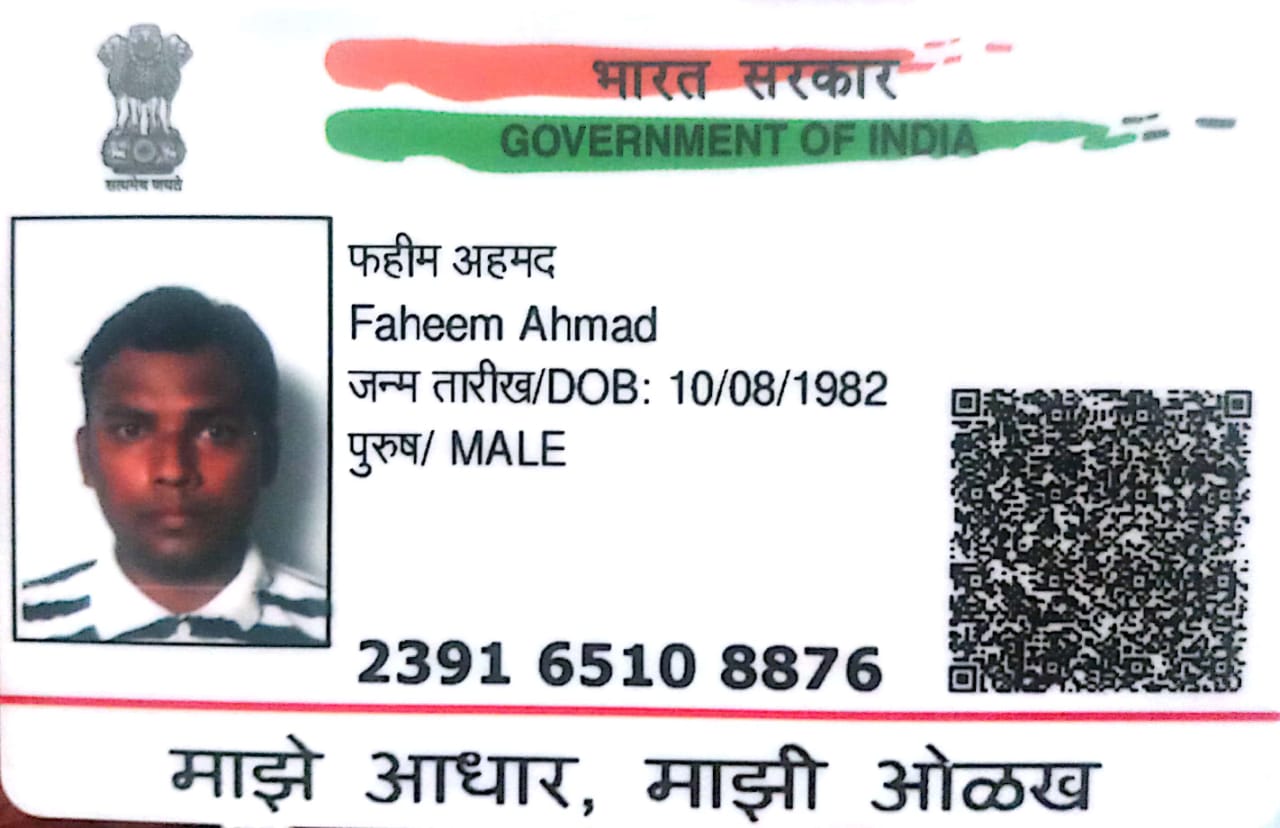 सत्यमेव जयते
भारत सरकार
GOVERNMENT OF INDIA
फहीम अहमद
Faheem Ahmad
जन्म तारीख/DOB: 10/08/1982
पुरुष/ MALE
2391 6510 8876
माझे आधार, माझी ओळख